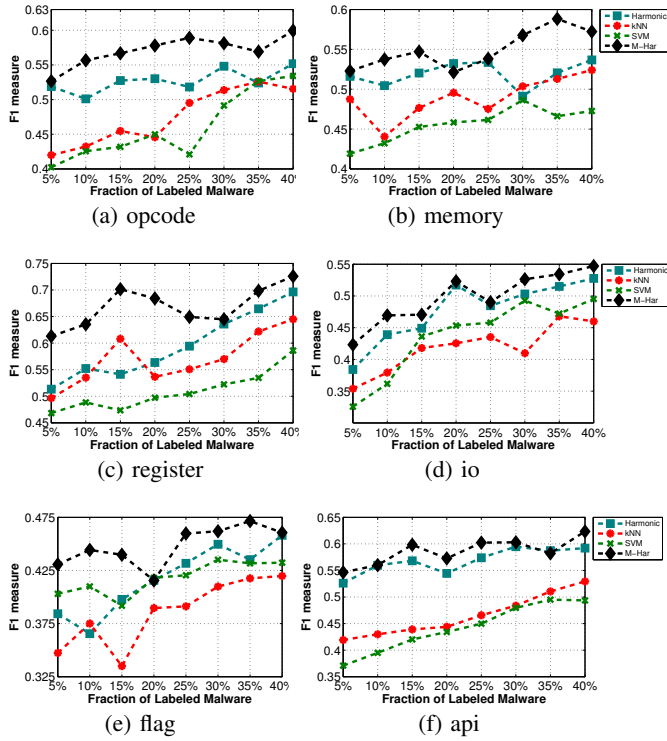 0.63
0.6
0.55
0.5
0.45
0.4
F1 measure
5% 10% 15% 20% 25% 30% 35% 40%
Fraction of Labeled Malware
(a) opcode
0.6
0.55
0.5
0.45
0.4
F1 measure
5% 10% 15% 20% 25% 30% 35% 40%
Fraction of Labeled Malware
(b) memory
Harmonic
kNN
SVM
M-Har
0.75
0.7
0.65
0.6
0.55
0.5
0.45
F1 measure
5% 10% 15% 20% 25% 30% 35% 40%
Fraction of Labeled Malware
(c) register
0.55
0.5
0.45
0.4
0.35
F1 measure
5% 10% 15% 20% 25% 30% 35% 40%
Fraction of Labeled Malware
(d) io
Harmonic
kNN
SVM
M-Har
0.475
0.425
0.375
0.325
F1 measure
5% 10% 15% 20% 25% 30% 35% 40%
Fraction of Labeled Malware
(e) flag
0.65
0.6
0.55
0.5
0.45
0.4
0.35
F1 measure
5% 10% 15% 20% 25% 30% 35% 40%
Fraction of Labeled Malware
(f) api
Harmonic
kNN
SVM
M-Har